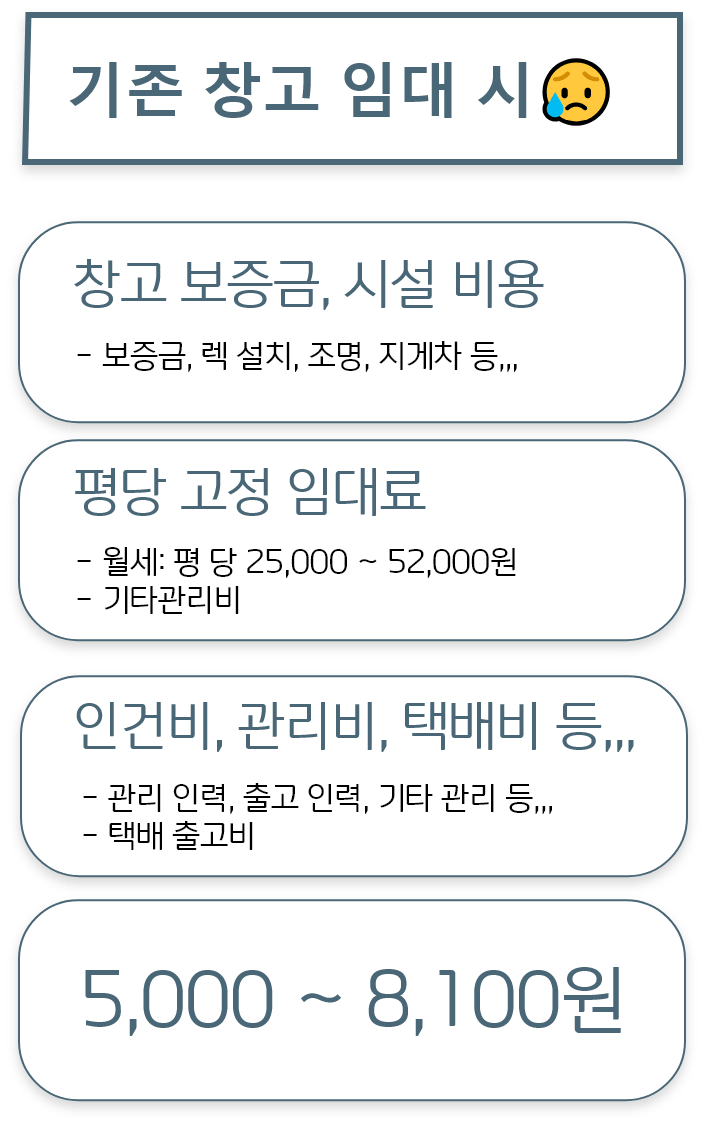 기존 창고 임대 시😥
창고 보증금, 시설 비용
- 보증금, 렉 설치, 조명, 지게차 등,,,
평당 고정 임대료
- 월세: 평 당 25,000 ~ 52,000원
- 기타관리비
인건비, 관리비, 택배비 등,,,
- 관리 인력, 출고 인력, 기타 관리 등,,,
- 택배 출고비
5,000 ~ 8,100원